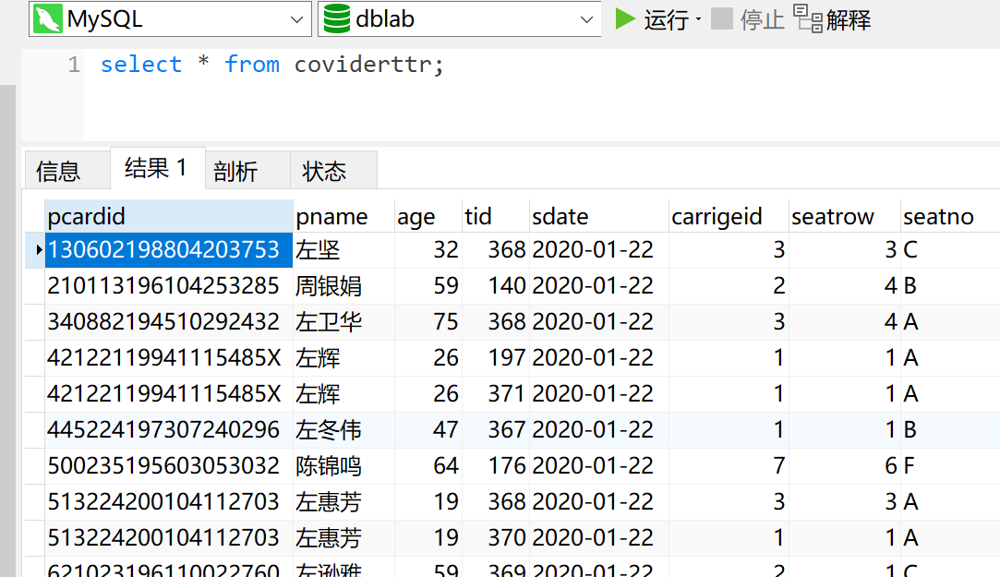 MySQL dblab 运行 停止 解释
1 select * from coviderttr;
信息 结果 1 剖析 状态
pcardid pname age tid sdate carrigeid seatrow seatno
130602198804203753 左坚 32 368 2020-01-22 3 3 C
210113196104253285 周银娟 59 140 2020-01-22 2 4 B
340882194510292432 左卫华 75 368 2020-01-22 3 4 A
42122119941115485X 左辉 26 197 2020-01-22 1 1 A
42122119941115485X 左辉 26 371 2020-01-22 1 1 A
445224197307240296 左冬伟 47 367 2020-01-22 1 1 B
500235195603053032 陈锦鸣 64 176 2020-01-22 7 6 F
513224200104112703 左惠芳 19 368 2020-01-22 3 3 A
513224200104112703 左惠芳 19 370 2020-01-22 1 1 A
621023196110022760 左逊雅 59 369 2020-01-22 2 1 C